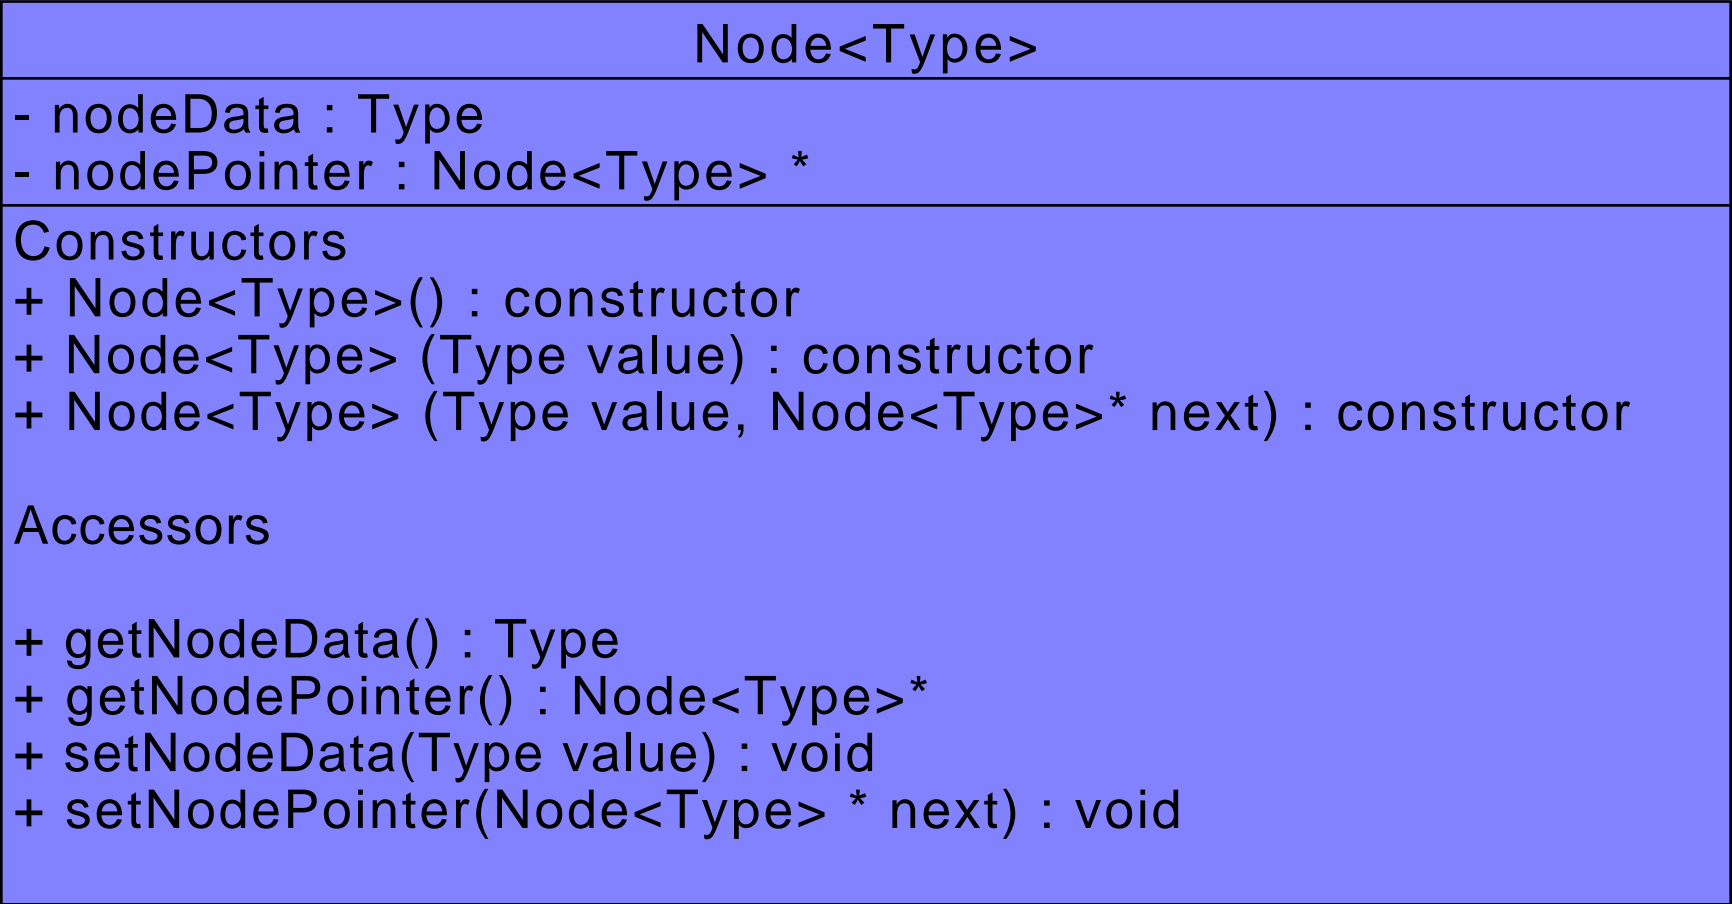 Node<Type>
- nodeData : Type
- nodePointer : Node<Type> *
Constructors
+ Node<Type>() : constructor
+ Node<Type> (Type value) : constructor
+ Node<Type> (Type value, Node<Type>* next) : constructor
Accessors
+ getNodeData() : Type
+ getNodePointer() : Node<Type>*
+ setNodeData(Type value) : void
+ setNodePointer(Node<Type> * next) : void